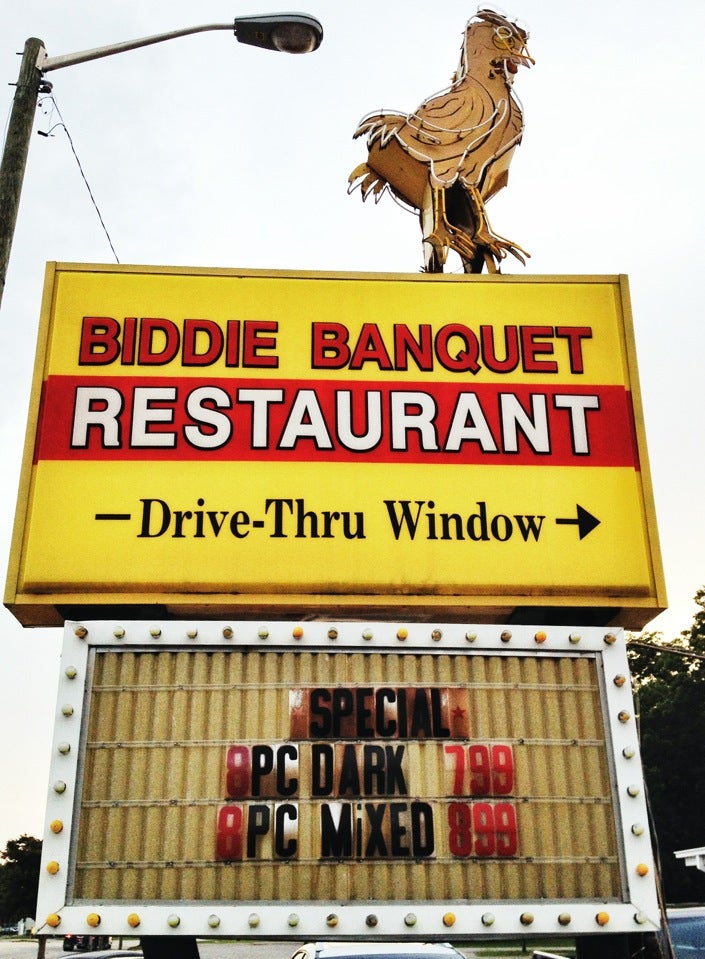 BIDDIE BANQUET
RESTAURANT
Drive-Thru Window →
SPECIAL
8PC DARK 799
8PC MiXED 899